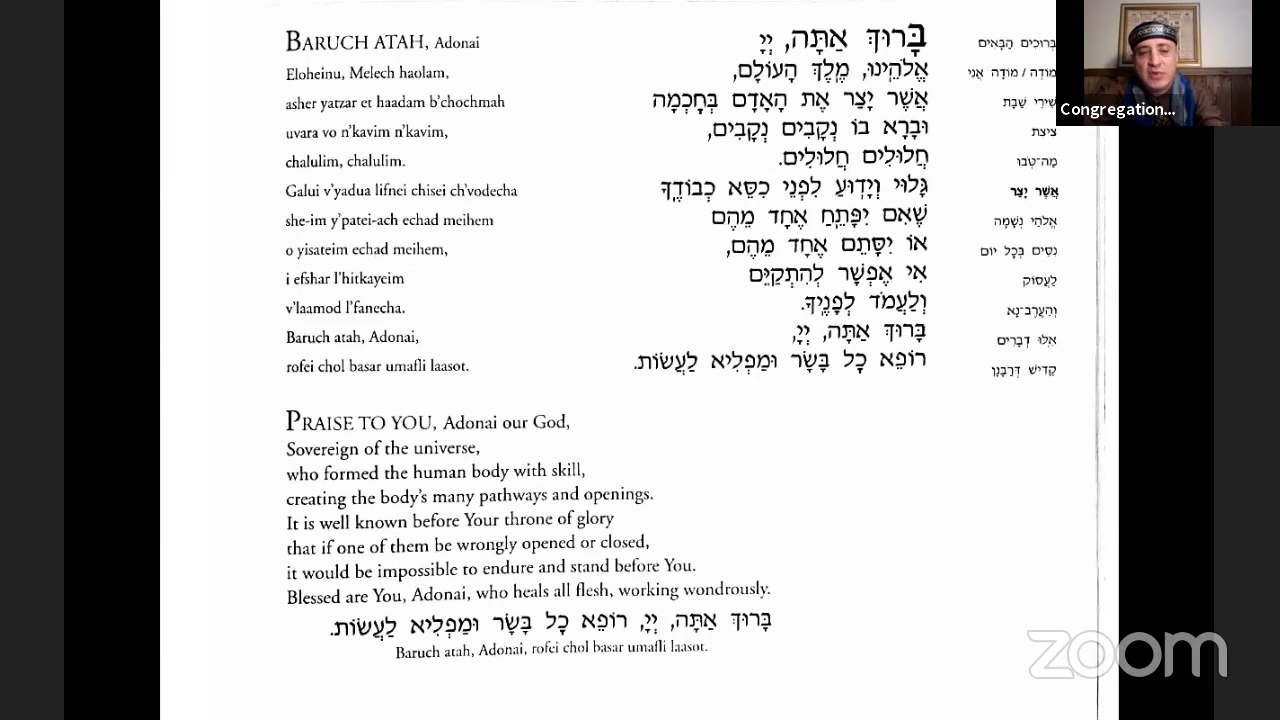 BARUCH ATAH, Adonai
Eloheinu, Melech haolam,
asher yatzar et haadam b'chochmah
uvara vo n'kavim n'kavim,
chalulim, chalulim.
Galui v'yadua lifnei chisei ch'vodecha
she-im y'patei-ach echad meihem
o yisateim echad meihem,
i efshar l'hitkayeim
v'laamod l'fanecha.
Baruch atah, Adonai,
rofei chol basar umafli laasot.
בָּרוּךְ אַתָּה, יְיָ
אֱלֹהֵֽינוּ, מֶֽלֶךְ הָעוֹלָם,
אֲשֶׁר יָצַר אֶת הָאָדָם בְּחָכְמָה
וּבָרָא בוֹ נְקָבִים נְקָבִים,
חֲלוּלִים חֲלוּלִים.
גָּלוּי וְיָדֽוּעַ לִפְנֵי כִסֵּא כְבוֹדֶֽךָ
שֶׁאִם יִפָּתֵֽחַ אֶחָד מֵהֶם
אוֹ יִסָּתֵם אֶחָד מֵהֶם,
אִי אֶפְשָׁר לְהִתְקַיֵּם
וְלַעֲמֹד לְפָנֶֽיךָ.
בָּרוּךְ אַתָּה, יְיָ,
רוֹפֵא כָל בָּשָׂר וּמַפְלִיא לַעֲשׂוֹת.
בְּרוּכִים הַבָּאִים
מוֹדֶה / מוֹדָה אֲנִי
שִׁירֵי שַׁבָּת
צִיצִת
מַה־טֹּבוּ
אֲשֶׁר יָצַר
אֱלֹהַי נְשָׁמָה
נִסִּים בְּכָל יוֹם
לַעֲסוֹק
וְהַעֲרֶב־נָא
אֵלּוּ דְבָרִים
קַדִּישׁ דְּרַבָּנָן
PRAISE TO YOU, Adonai our God,
Sovereign of the universe,
who formed the human body with skill,
creating the body's many pathways and openings.
It is well known before Your throne of glory
that if one of them be wrongly opened or closed,
it would be impossible to endure and stand before You.
Blessed are You, Adonai, who heals all flesh, working wondrously.
בָּרוּךְ אַתָּה, יְיָ, רוֹפֵא כָל בָּשָׂר וּמַפְלִיא לַעֲשׂוֹת.
Baruch atah, Adonai, rofei chol basar umafli laasot.
Congregation...
zoom